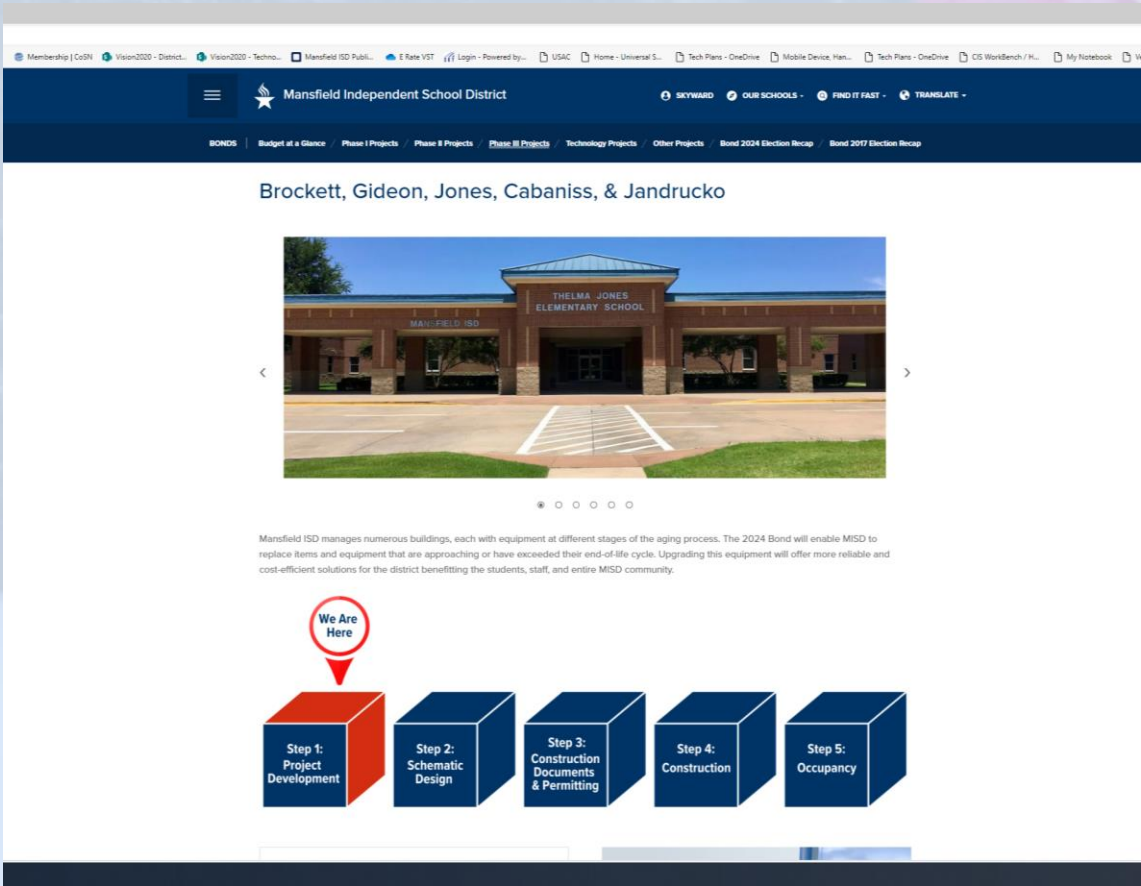 Membership | CoSN Vision2020 - District... Vision2020 - Techno... Mansfield ISD Publi... E Rate VST Login - Powered by... USAC Home - Universal S... Tech Plans - OneDrive Mobile Device, Han... Tech Plans - OneDrive CIS WorkBench / H... My Notebook
Mansfield Independent School District SKYWARD OUR SCHOOLS - FIND IT FAST - TRANSLATE -
BONDS | Budget at a Glance / Phase I Projects / Phase II Projects / Phase III Projects / Technology Projects / Other Projects / Bond 2024 Election Recap / Bond 2017 Election Recap
Brockett, Gideon, Jones, Cabaniss, & Jandrucko
THELMA JONES
ELEMENTARY SCHOOL
MANSFIELD ISD
Mansfield ISD manages numerous buildings, each with equipment at different stages of the aging process. The 2024 Bond will enable MISD to
replace items and equipment that are approaching or have exceeded their end-of-life cycle. Upgrading this equipment will offer more reliable and
cost-efficient solutions for the district benefitting the students, staff, and entire MISD community.
We Are
Here
Step 1:
Project
Development
Step 2:
Schematic
Design
Step 3:
Construction
Documents
& Permitting
Step 4:
Construction
Step 5:
Occupancy